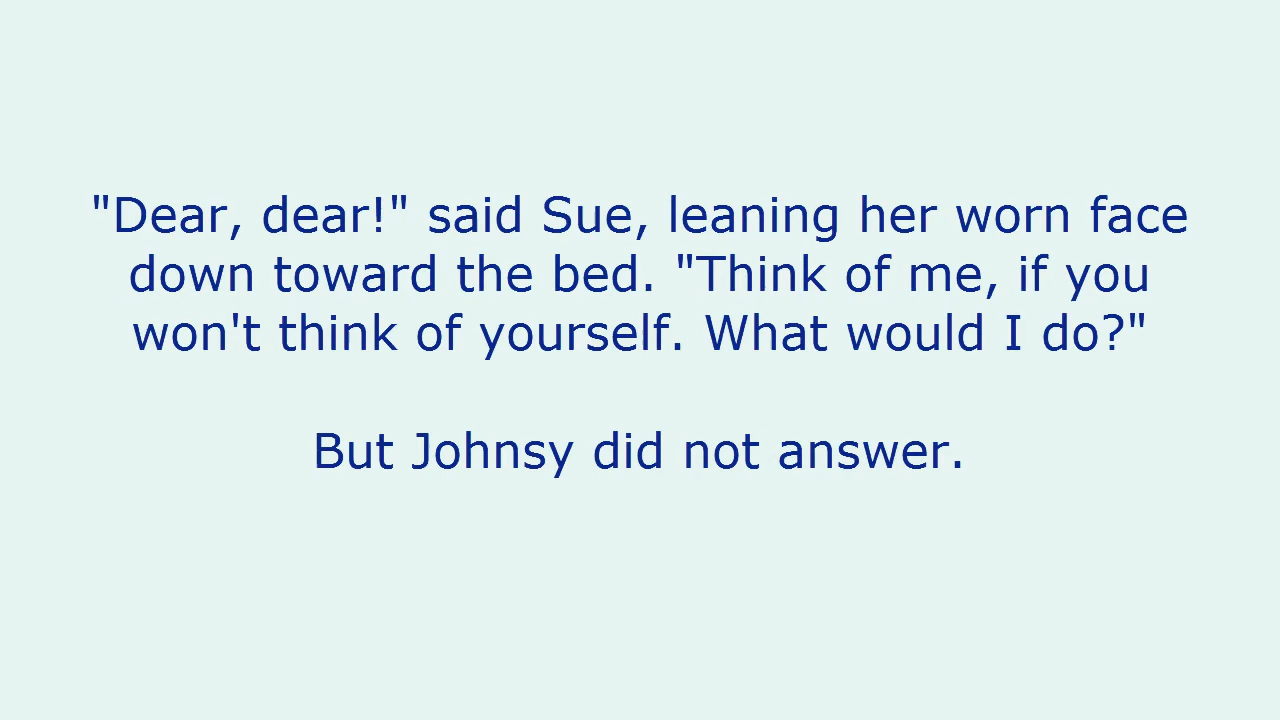 "Dear, dear!" said Sue, leaning her worn face
down toward the bed. "Think of me, if you
won't think of yourself. What would I do?"
But Johnsy did not answer.